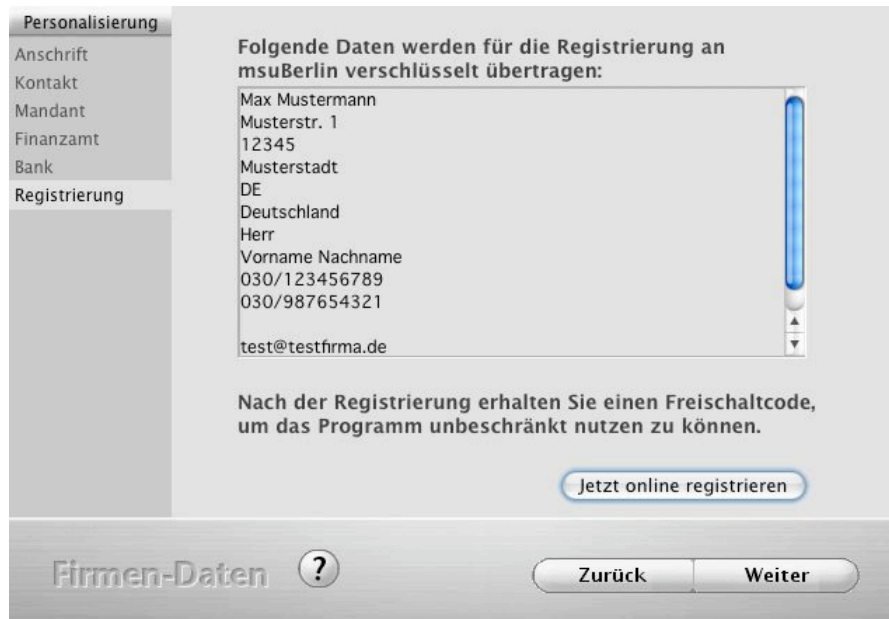 Personalisierung
Anschrift
Kontakt
Mandant
Finanzamt
Bank
Registrierung
Folgende Daten werden für die Registrierung an
msuBerlin verschlüsselt übertragen:
Max Mustermann
Musterstr. 1
12345
Musterstadt
DE
Deutschland
Herr
Vorname Nachname
030/123456789
030/987654321
test@testfirma.de
Nach der Registrierung erhalten Sie einen Freischaltcode,
um das Programm unbeschränkt nutzen zu können.
Jetzt online registrieren
Firmen-Daten ? Zurück Weiter